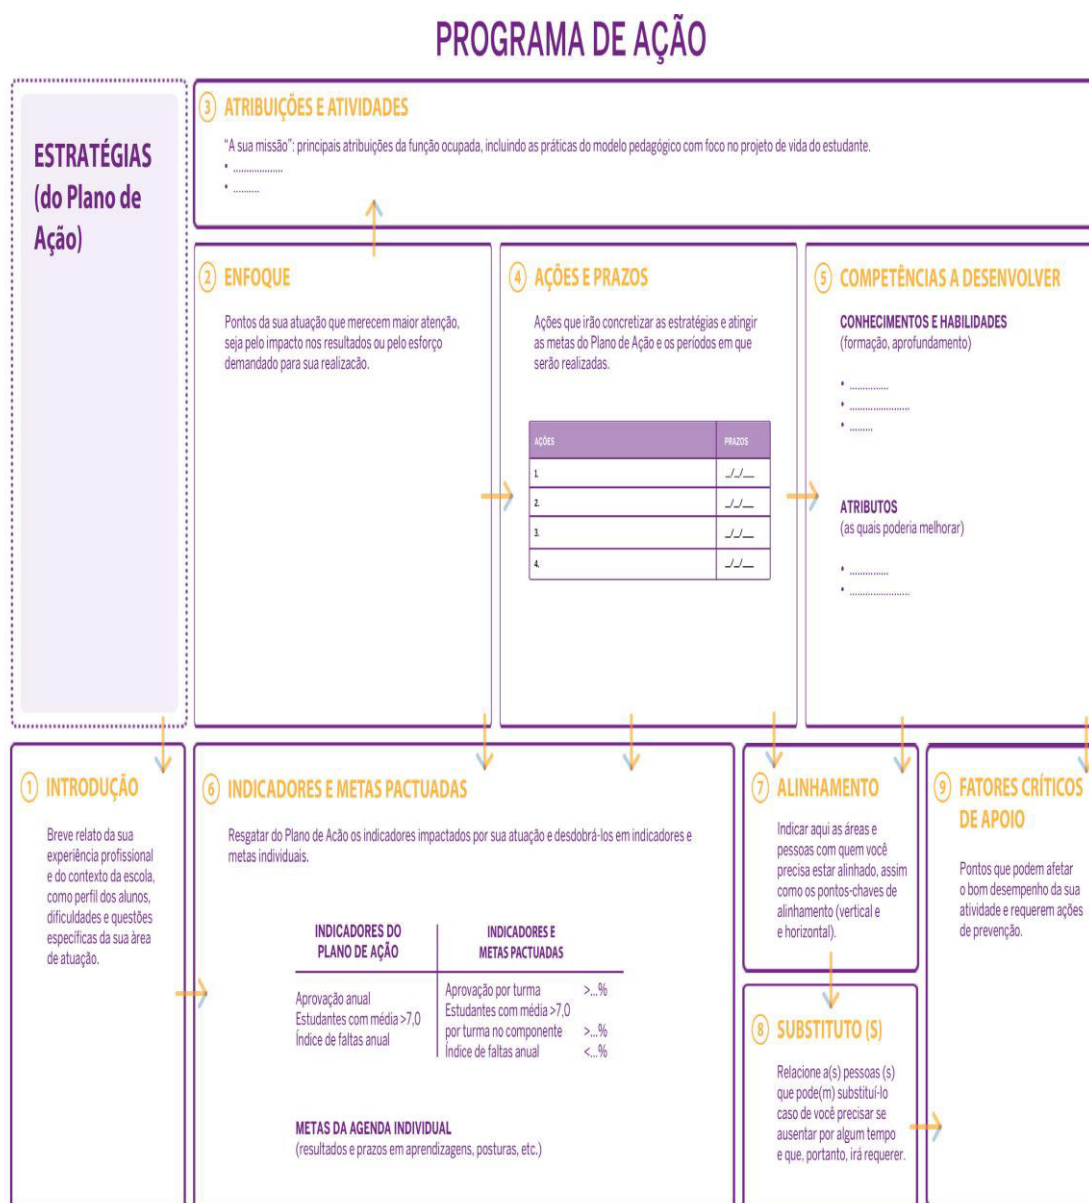 PROGRAMA DE AÇÃO
ESTRATÉGIAS
(do Plano de
Ação)
3 ATRIBUIÇÕES E ATIVIDADES
"A sua missão": principais atribuições da função ocupada, incluindo as práticas do modelo pedagógico com foco no projeto de vida do estudante.
• ..................
• ..........
2 ENFOQUE
Pontos da sua atuação que merecem maior atenção,
seja pelo impacto nos resultados ou pelo esforço
demandado para sua realizacão.
4 AÇÕES E PRAZOS
Ações que irão concretizar as estratégias e atingir
as metas do Plano de Ação e os períodos em que
serão realizadas.
AÇÕES PRAZOS
1. _/_/__
2. _/_/__
3. _/_/__
4. _/_/__
5 COMPETÊNCIAS A DESENVOLVER
CONHECIMENTOS E HABILIDADES
(formação, aprofundamento)
• ...............
• .......................
• .........
ATRIBUTOS
(as quais poderia melhorar)
• ...............
• .......................
1 INTRODUÇÃO
Breve relato da sua
experiência profissional
e do contexto da escola,
como perfil dos alunos,
dificuldades e questões
específicas da sua àrea
de atuação.
6 INDICADORES E METAS PACTUADAS
Resgatar do Plano de Acão os indicadores impactados por sua atuação e desdobrá-los em indicadores e
metas individuais.
INDICADORES DO
PLANO DE AÇÃO
INDICADORES E
METAS PACTUADAS
Aprovação anual
Estudantes com média >7,0
Índice de faltas anual
Aprovação por turma >...%
Estudantes com média >7,0
por turma no componente >...%
Índice de faltas anual <...%
METAS DA AGENDA INDIVIDUAL
(resultados e prazos em aprendizagens, posturas, etc.)
7 ALINHAMENTO
Indicar aqui as áreas e
pessoas com quem você
precisa estar alinhado, assim
como os pontos-chaves de
alinhamento (vertical e
e horizontal).
8 SUBSTITUTO (S)
Relacione a(s) pessoas (s)
que pode(m) substituí-lo
caso de você precisar se
ausentar por algum tempo
e que, portanto, irá requerer.
9 FATORES CRÍTICOS
DE APOIO
Pontos que podem afetar
o bom desempenho da sua
atividade e requerem ações
de prevenção.